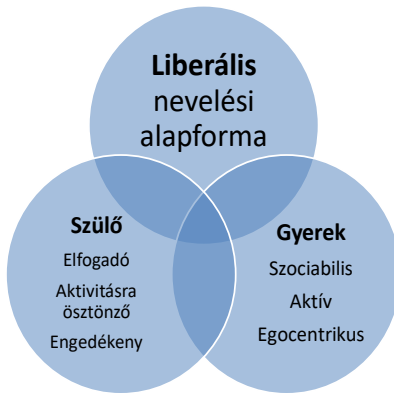 Liberális
nevelési
alapforma
Szülő
Elfogadó
Aktivitásra
ösztönző
Engedékeny
Gyerek
Szociabilis
Aktív
Egocentrikus